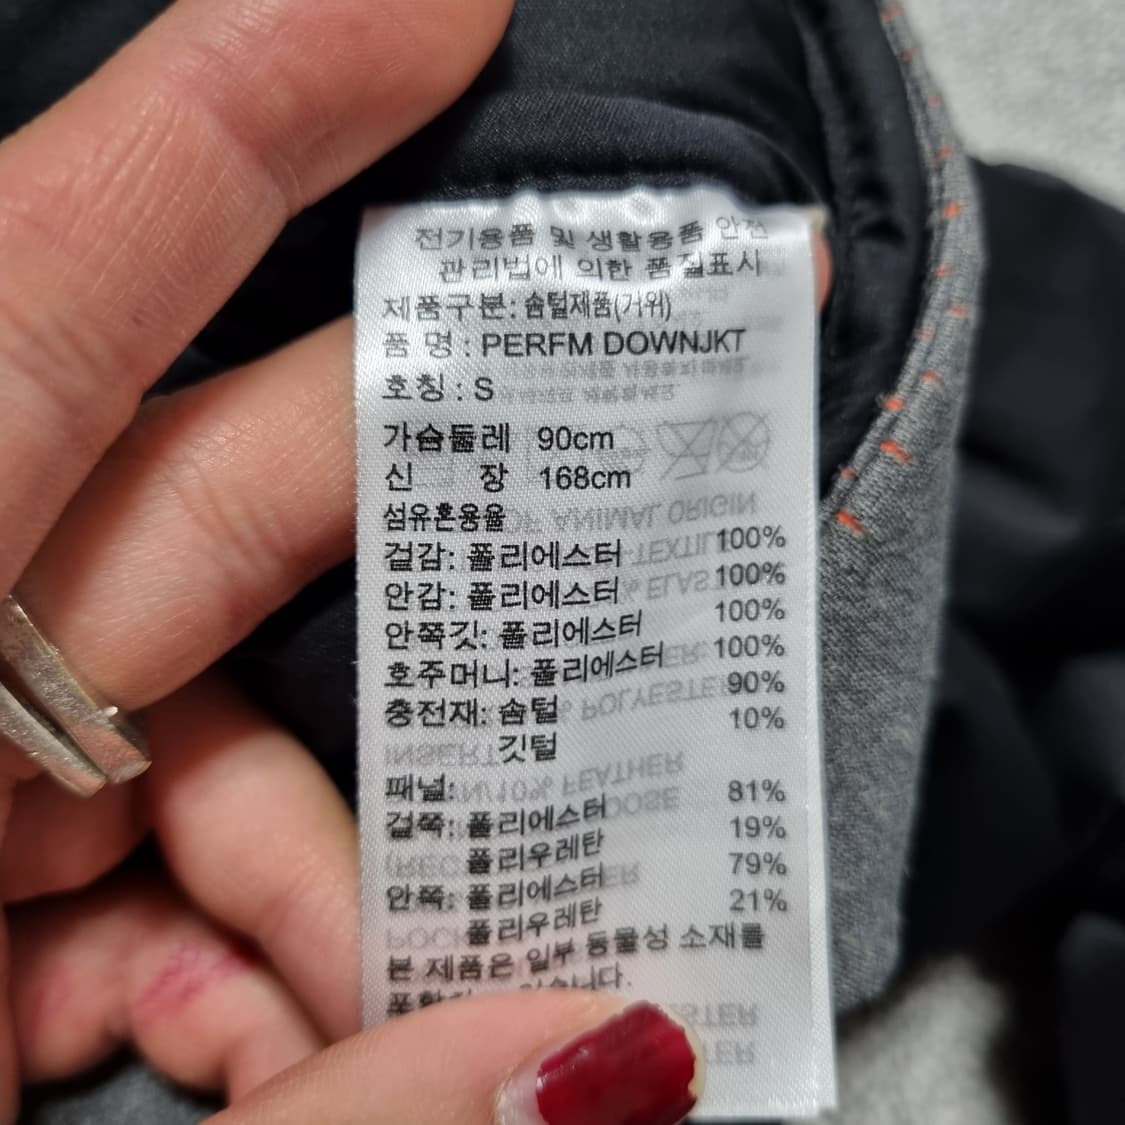 전기용품 및 생활용품 안전
관리법에 의한 품질표시
제품구분: 솜털제품(거위)
품 명 : PERFM DOWNJKT
호칭 : S
가슴둘레 90cm
신 장 168cm
섬유혼용율
겉감: 폴리에스터 100%
안감: 폴리에스터 100%
안쪽깃: 폴리에스터 100%
호주머니: 폴리에스터 100%
충전재: 솜털 90%
깃털 10%
패널:
겉쪽: 폴리에스터 81%
폴리우레탄 19%
안쪽: 폴리에스터 79%
폴리우레탄 21%
본 제품은 일부 동물성 소재를